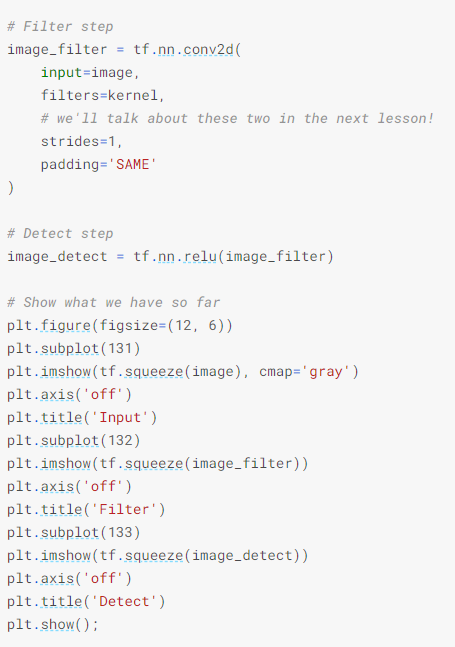 # Filter step
image_filter = tf.nn.conv2d(
    input=image,
    filters=kernel,
    # we'll talk about these two in the next lesson!
    strides=1,
    padding='SAME'
)

# Detect step
image_detect = tf.nn.relu(image_filter)

# Show what we have so far
plt.figure(figsize=(12, 6))
plt.subplot(131)
plt.imshow(tf.squeeze(image), cmap='gray')
plt.axis('off')
plt.title('Input')
plt.subplot(132)
plt.imshow(tf.squeeze(image_filter))
plt.axis('off')
plt.title('Filter')
plt.subplot(133)
plt.imshow(tf.squeeze(image_detect))
plt.axis('off')
plt.title('Detect')
plt.show();